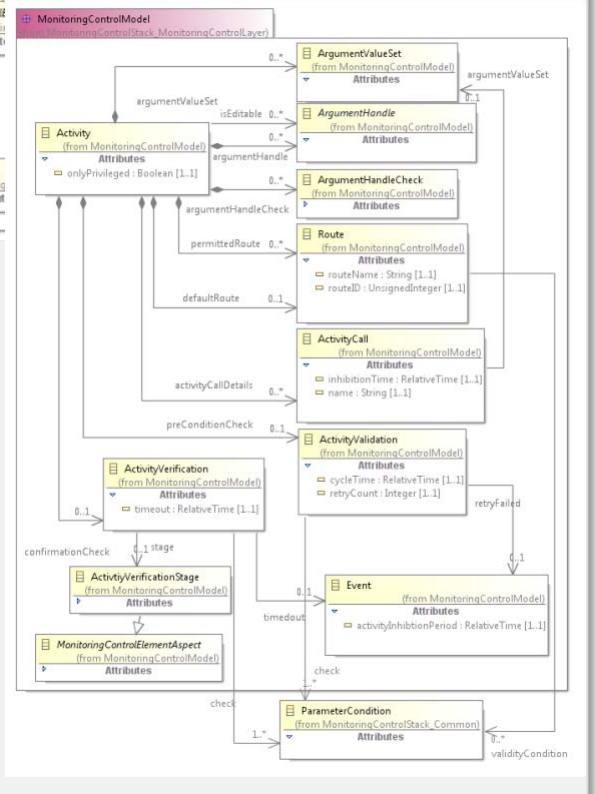 MonitoringControlModel
(from MonitoringControlStack_MonitoringControlLayer)
ArgumentValueSet
(from MonitoringControlModel)
Attributes
0..*
argumentValueSet
argumentValueSet
0..1
isEditable 0..*
ArgumentHandle
(from MonitoringControlModel)
Attributes
0..*
argumentHandle
Activity
(from MonitoringControlModel)
Attributes
onlyPrivileged : Boolean [1..1]
ArgumentHandleCheck
(from MonitoringControlModel)
Attributes
0..*
argumentHandleCheck
Route
(from MonitoringControlModel)
Attributes
routeName : String [1..1]
routeID : UnsignedInteger [1..1]
permittedRoute 0..*
defaultRoute 0..1
ActivityCall
(from MonitoringControlModel)
Attributes
inhibitionTime : RelativeTime [1..1]
name : String [1..1]
activityCallDetails 0..*
preConditionCheck 0..1
ActivityValidation
(from MonitoringControlModel)
Attributes
cycleTime : RelativeTime [1..1]
retryCount : Integer [1..1]
retryFailed
0..1
ActivityVerification
(from MonitoringControlModel)
Attributes
timeout : RelativeTime [1..1]
0..1
confirmationCheck
0..1 stage
ActivtiyVerificationStage
(from MonitoringControlModel)
Attributes
0..1
timedout
Event
(from MonitoringControlModel)
Attributes
activityInhibtionPeriod : RelativeTime [1..1]
MonitoringControlElementAspect
(from MonitoringControlModel)
Attributes
check
..*
check
1..*
ParameterCondition
(from MonitoringControlStack_Common)
Attributes
0..*
validityCondition